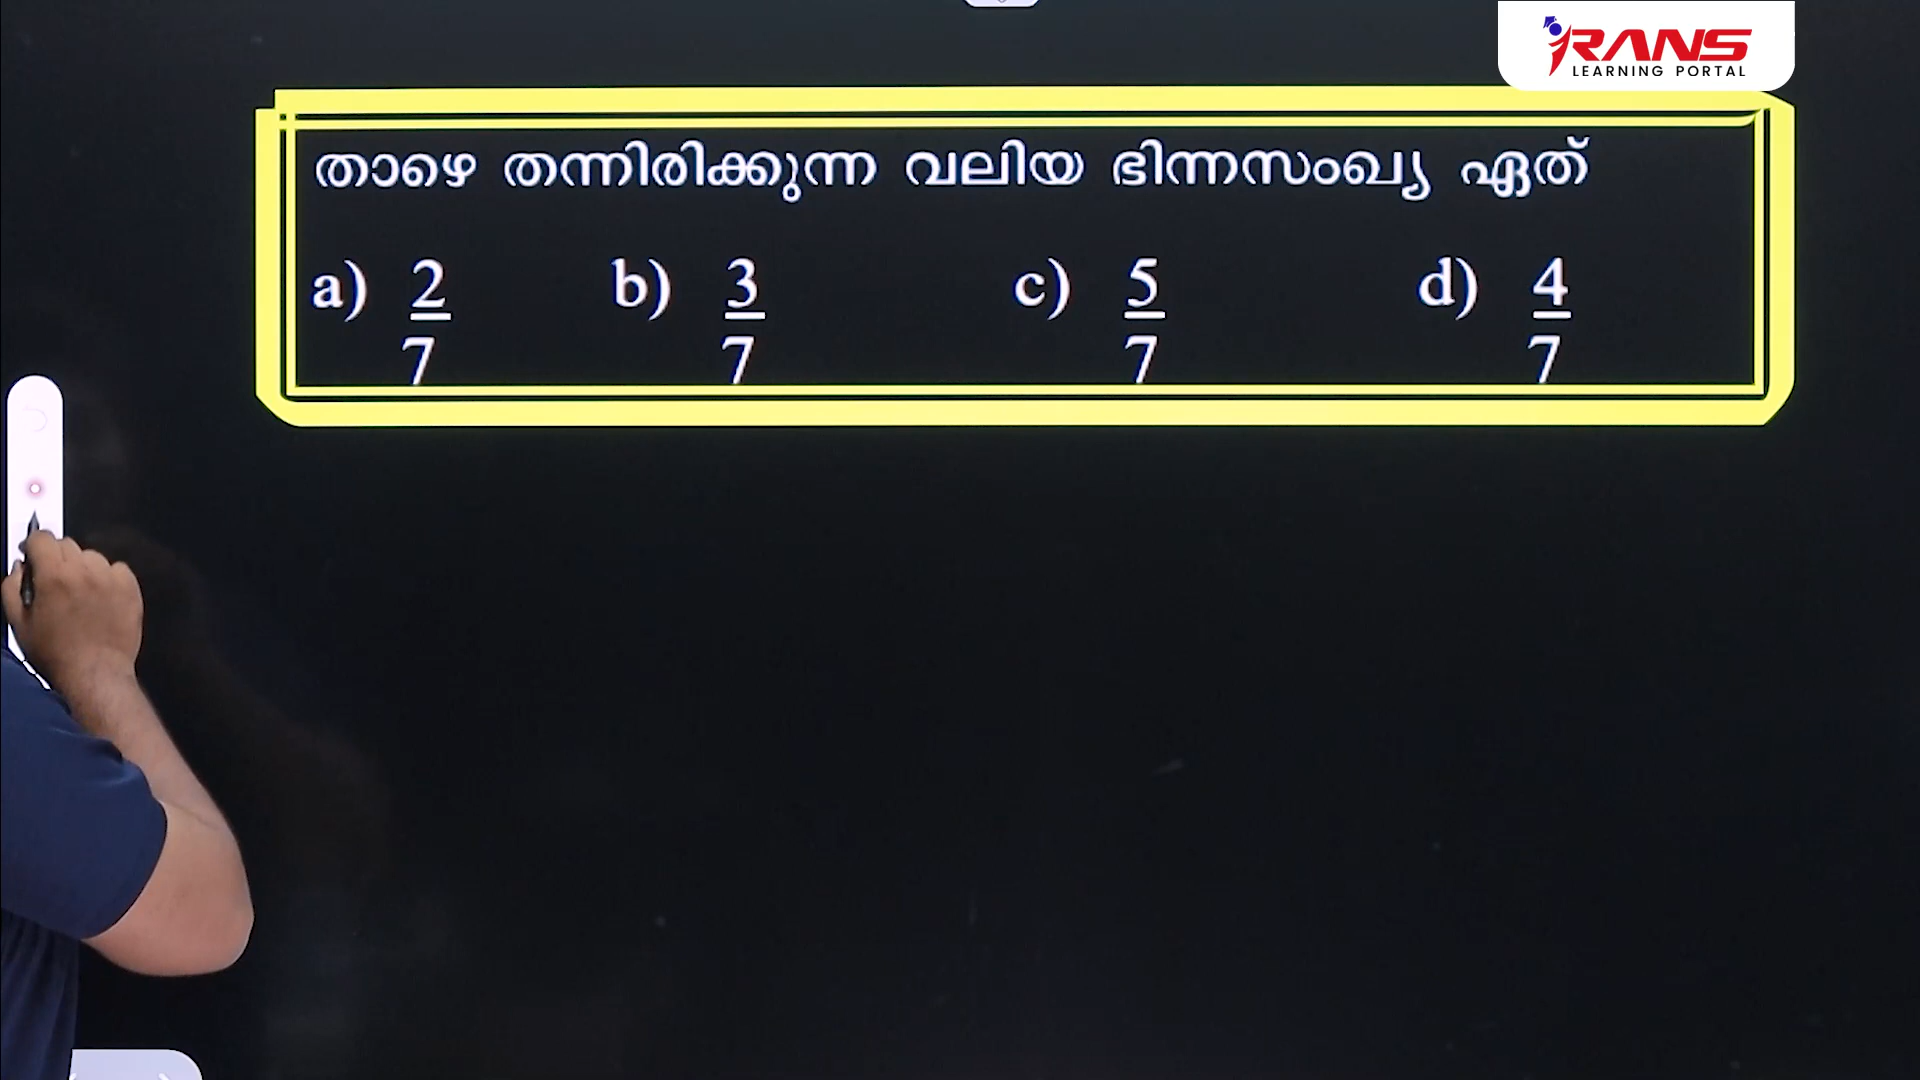 RANS
LEARNING PORTAL
താഴെ തന്നിരിക്കുന്ന വലിയ ഭിന്നസംഖ്യ ഏത്
a) 2/7 b) 3/7 c) 5/7 d) 4/7